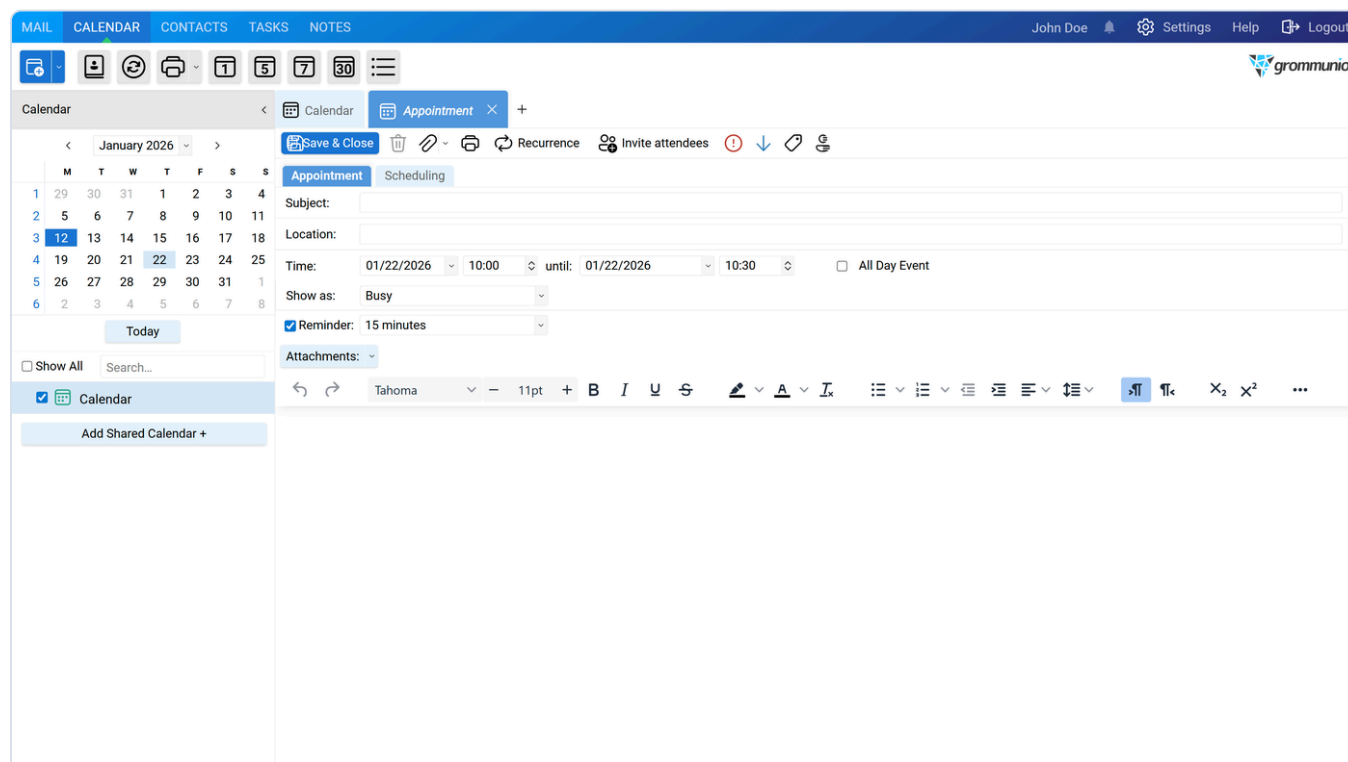 MAIL CALENDAR CONTACTS TASKS NOTES John Doe Settings Help Logout
1 5 7 30 grommunio
Calendar Calendar Appointment
January 2026 Save & Close Recurrence Invite attendees
M T W T F S S Appointment Scheduling
1 29 30 31 1 2 3 4
Subject:
2 5 6 7 8 9 10 11
3 12 13 14 15 16 17 18 Location:
4 19 20 21 22 23 24 25 Time: 01/22/2026 10:00 until: 01/22/2026 10:30 All Day Event
5 26 27 28 29 30 31 1
Show as: Busy
6 2 3 4 5 6 7 8
Today Reminder: 15 minutes
Attachments:
Show All Search...
Tahoma 11pt B I U S A Tx X2 X2
Calendar
Add Shared Calendar +